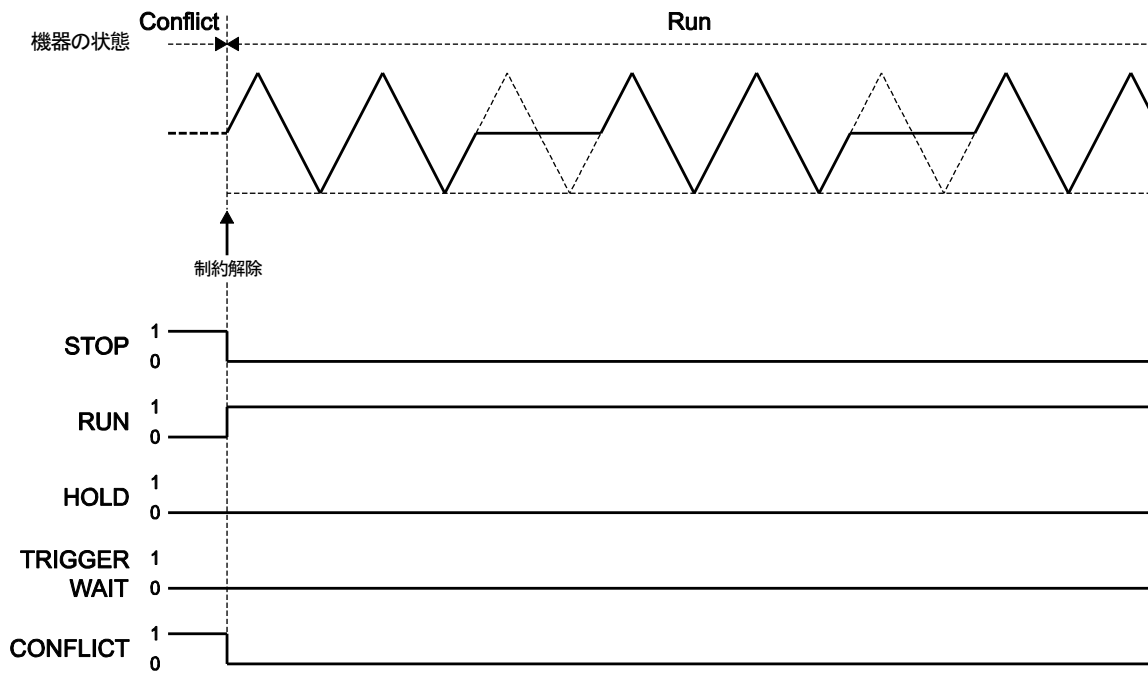 Conflict
Run
機器の状態
制約解除
STOP
1
0
RUN
1
0
HOLD
1
0
TRIGGER
WAIT
1
0
CONFLICT
1
0